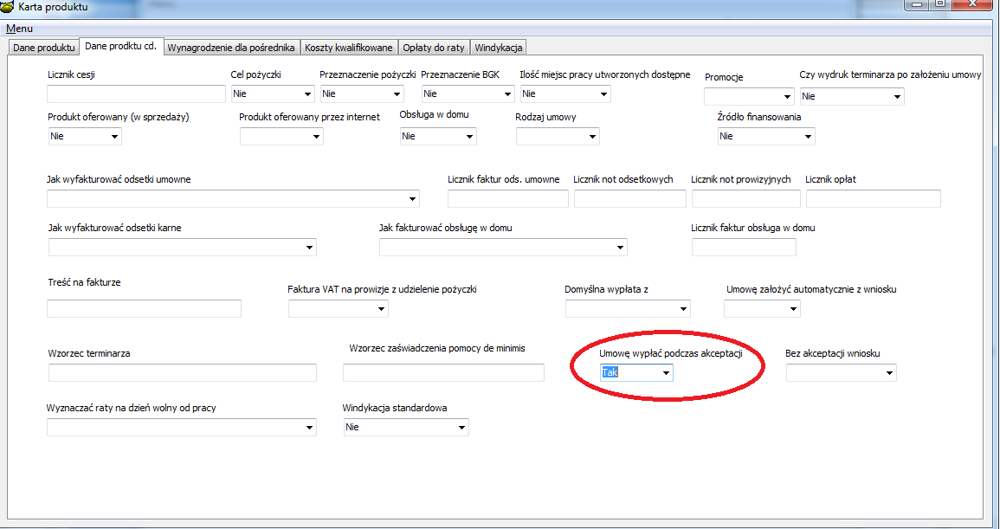 Karta produktu
Menu
Dane produktu Dane prodktu cd. Wynagrodzenie dla pośrednika Koszty kwalifikowane Opłaty do raty Windykacja
Licznik cesji Cel pożyczki Przeznaczenie pożyczki Przeznaczenie BGK Ilość miejsc pracy utworzonych dostępne Promocje Czy wydruk terminarza po założeniu umowy
Nie Nie Nie Nie Nie
Produkt oferowany (w sprzedaży) Produkt oferowany przez internet Obsługa w domu Rodzaj umowy Źródło finansowania
Nie Nie Nie
Jak wyfakturować odsetki umowne Licznik faktur ods. umowne Licznik not odsetkowych Licznik not prowizyjnych Licznik opłat
Jak wyfakturować odsetki karne Jak fakturować obsługę w domu Licznik faktur obsługa w domu
Treść na fakturze Faktura VAT na prowizje z udzielenie pożyczki Domyślna wypłata z Umowę założyć automatycznie z wniosku
Wzorzec terminarza Wzorzec zaświadczenia pomocy de minimis Umowę wypłać podczas akceptacji Bez akceptacji wniosku
Tak
Wyznaczać raty na dzień wolny od pracy Windykacja standardowa
Nie